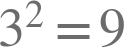 3² = 9